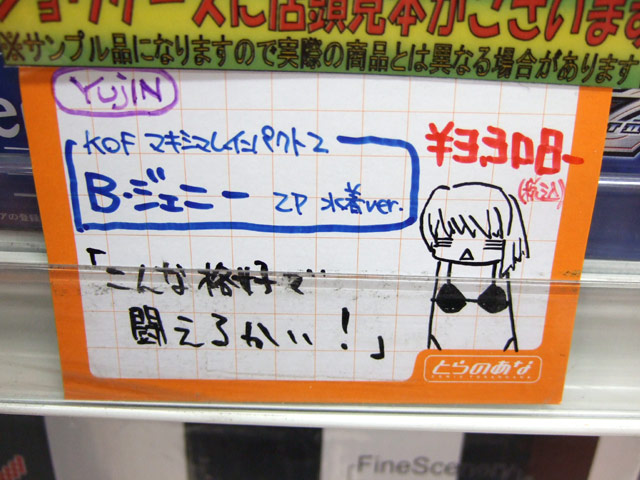 ショウケースに店頭見本がございます
※サンプル品になりますので実際の商品とは異なる場合があります
YUJIN
KOF マキシマムインパクト2
¥3,308-
(税込)
B・ジェニー 2P 水着ver.
「こんな格好で
闘えるかい!」
とらのあな
FineScenery